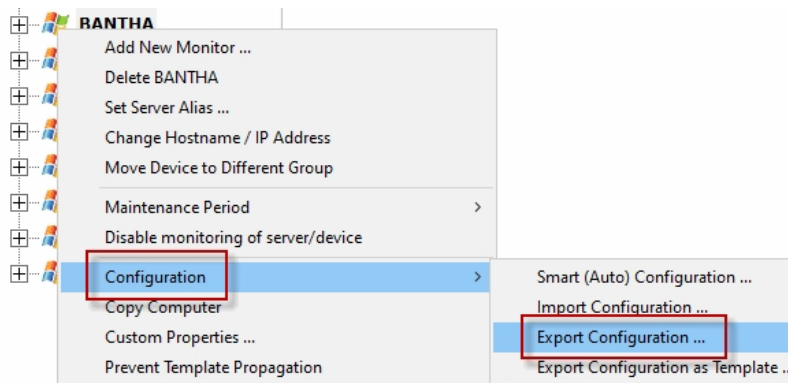 BANTHA
Add New Monitor ...
Delete BANTHA
Set Server Alias ...
Change Hostname / IP Address
Move Device to Different Group
Maintenance Period
Disable monitoring of server/device
Configuration
Copy Computer
Custom Properties ...
Prevent Template Propagation
Smart (Auto) Configuration ...
Import Configuration ...
Export Configuration ...
Export Configuration as Template ..